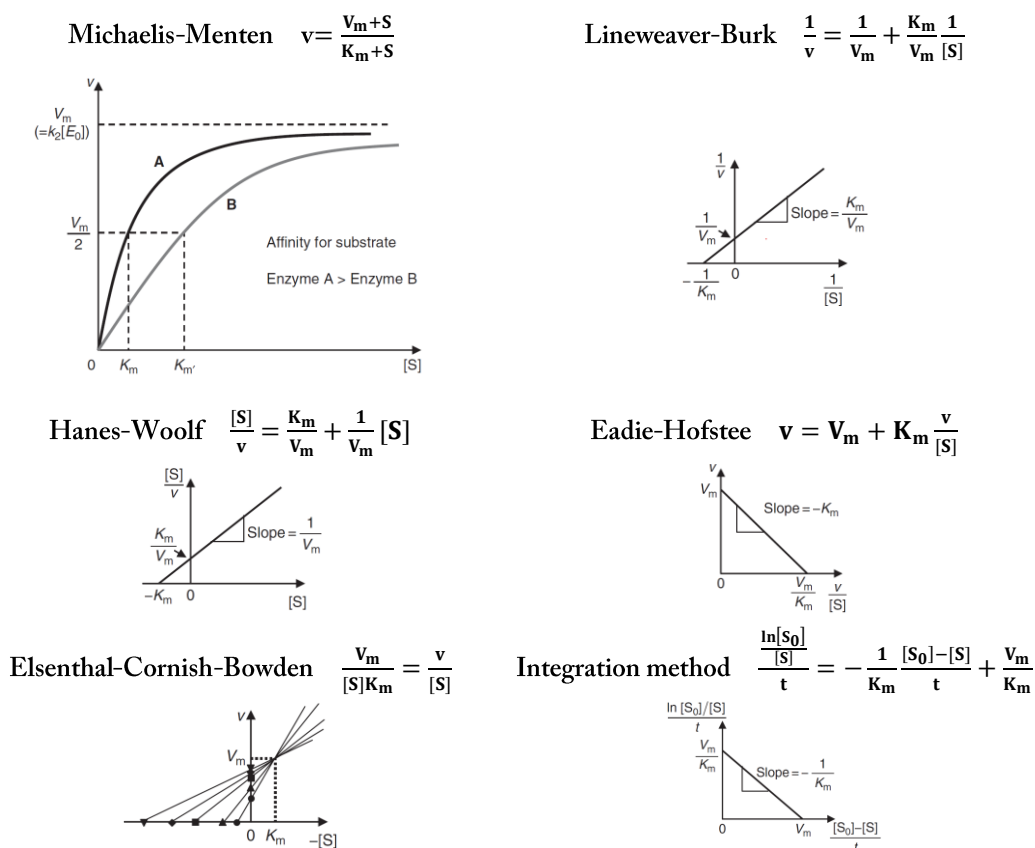 Michaelis-Menten v= Vm+S / Km+S
Lineweaver-Burk 1/v = 1/Vm + Km/Vm 1/[S]
v
Vm
(=k2[E0])
A
B
Vm/2
Affinity for substrate
Enzyme A > Enzyme B
0 Km Km′ [S]
1/v
Slope = Km/Vm
1/Vm
-1/Km 0
1/[S]
Hanes-Woolf [S]/v = Km/Vm + 1/Vm [S]
Eadie-Hofstee v = Vm + Km v/[S]
[S]/v
Slope = 1/Vm
Km/Vm
−Km 0 [S]
v
Vm
Slope = −Km
0 Vm/Km v/[S]
Elsenthal-Cornish-Bowden Vm/[S]Km = v/[S]
Integration method ln[S0]/[S] / t = − 1/Km [S0]−[S]/t + Vm/Km
v
Vm
0 Km −[S]
ln [S0]/[S] / t
Vm/Km
Slope = − 1/Km
0 Vm [S0]−[S]/t